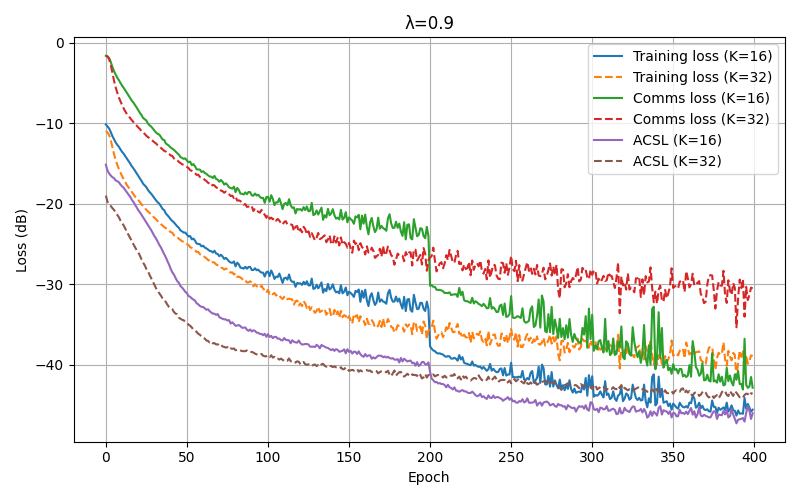 λ=0.9
Loss (dB)
0
−10
−20
−30
−40
Training loss (K=16)
Training loss (K=32)
Comms loss (K=16)
Comms loss (K=32)
ACSL (K=16)
ACSL (K=32)
0 50 100 150 200 250 300 350 400
Epoch